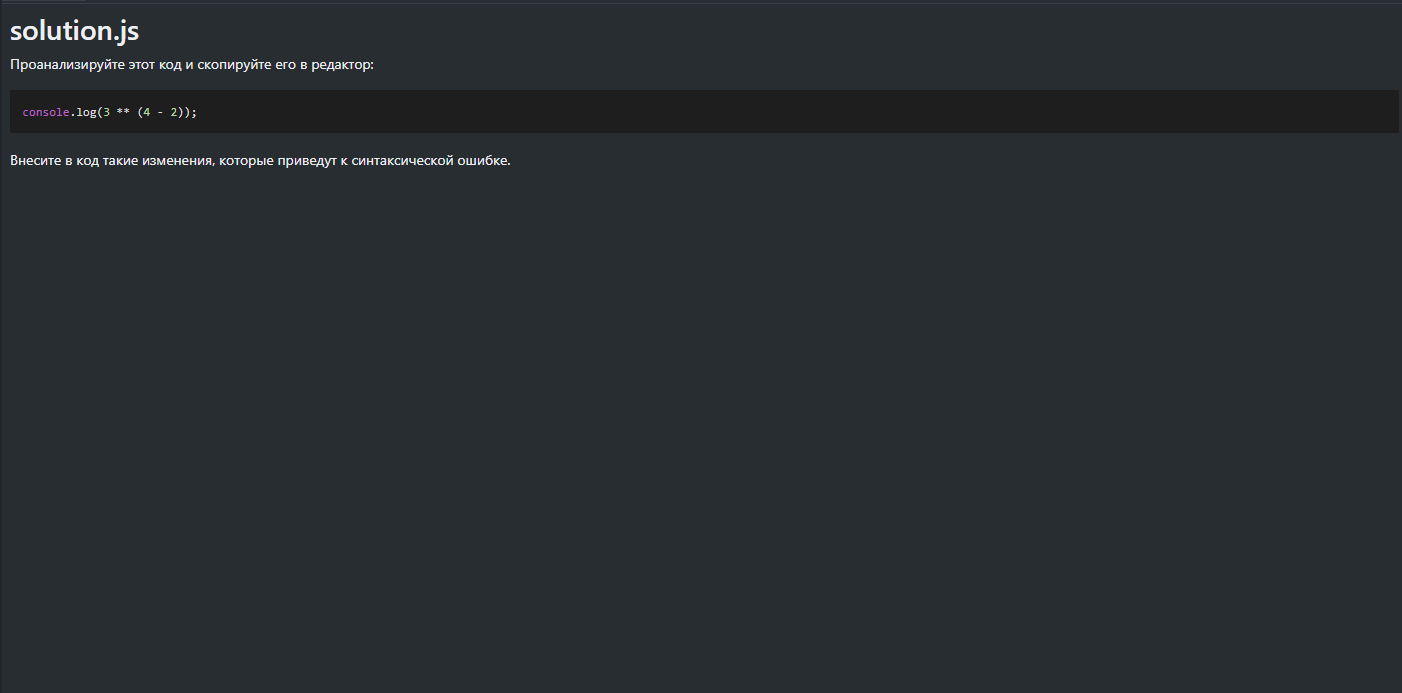 solution.js
Проанализируйте этот код и скопируйте его в редактор:
console.log(3 ** (4 - 2));
Внесите в код такие изменения, которые приведут к синтаксической ошибке.